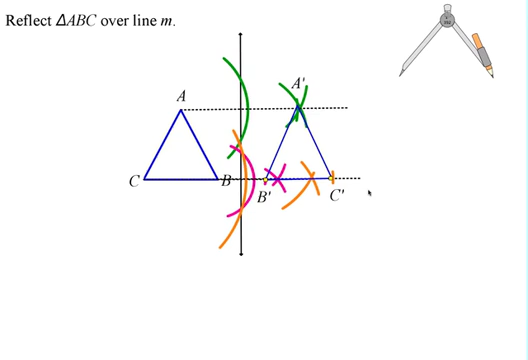 Reflect ΔABC over line m.
A A'
C B B' C'